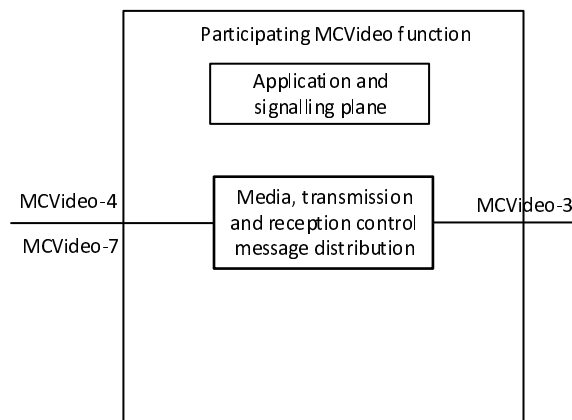 Participating MCVideo function
Application and
signalling plane
MCVideo-4
MCVideo-7
Media, transmission
and reception control
message distribution
MCVideo-3